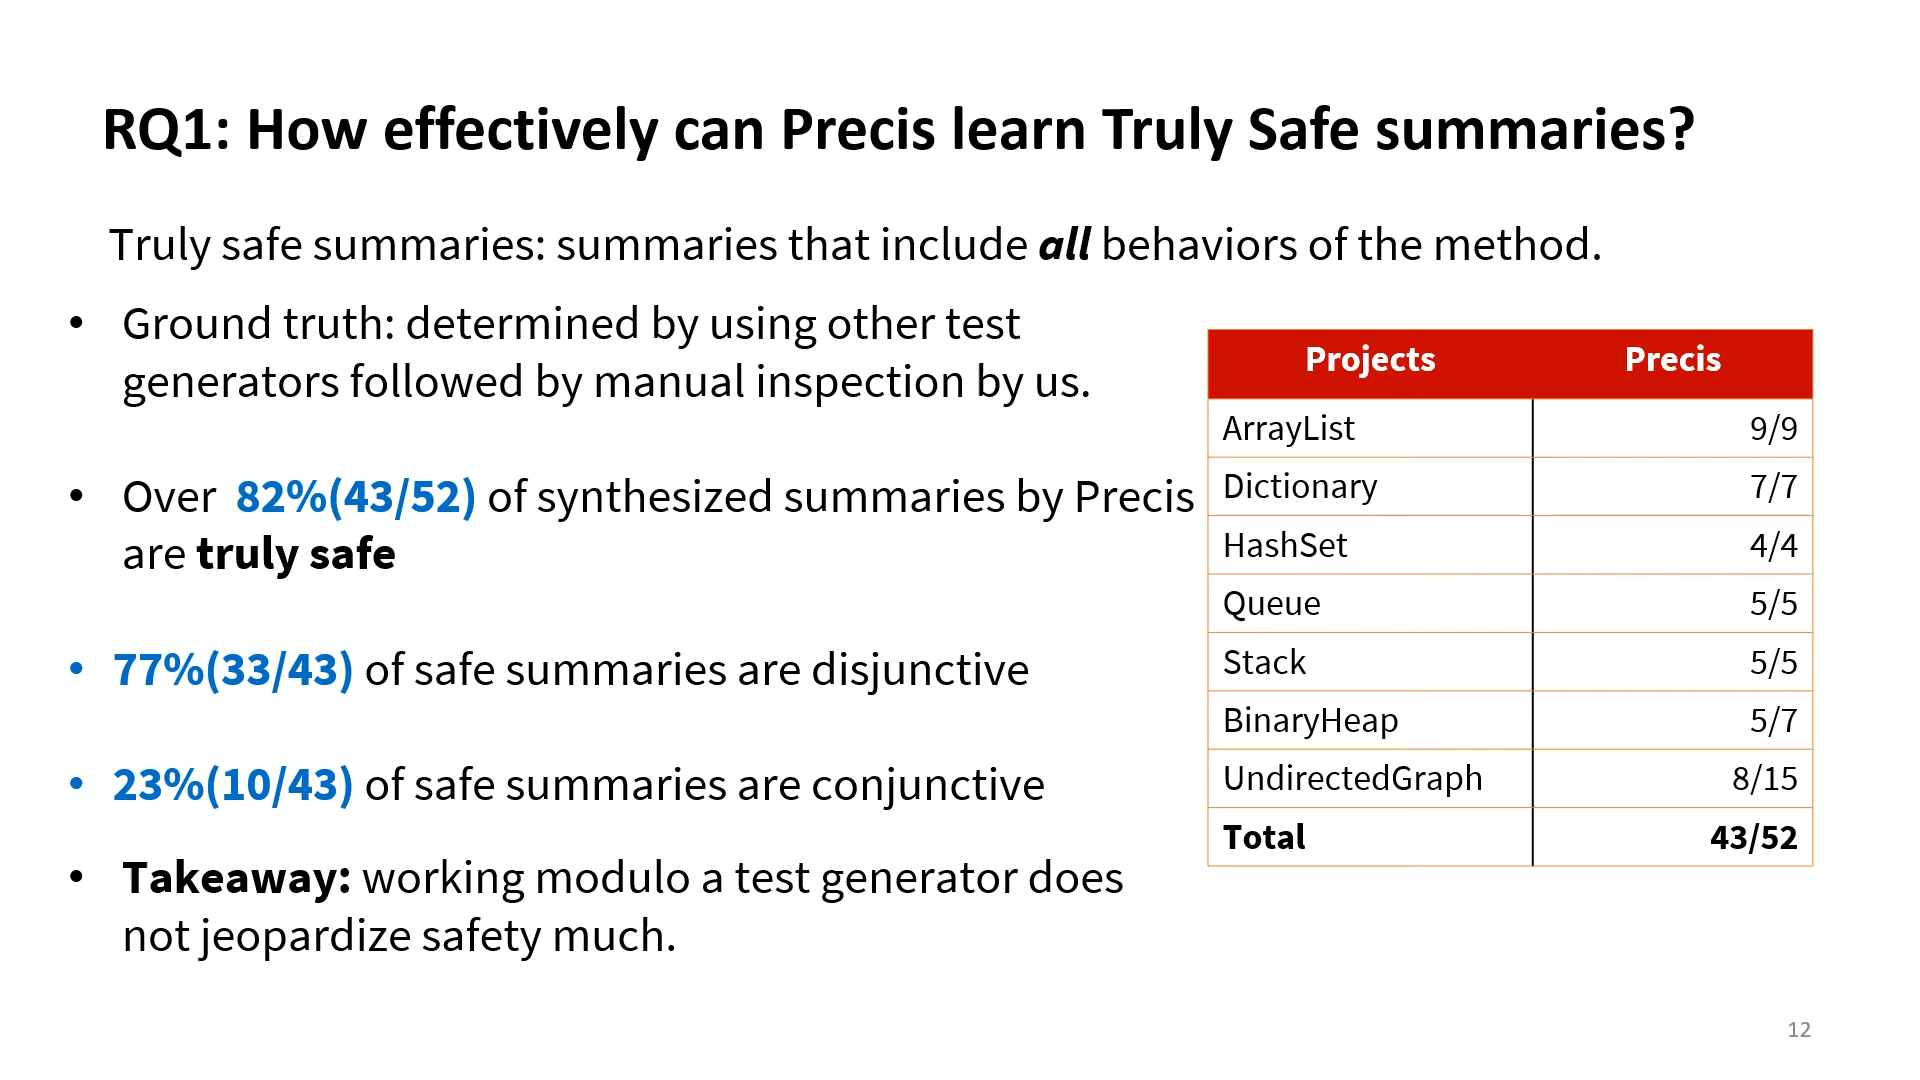 RQ1: How effectively can Precis learn Truly Safe summaries?
Truly safe summaries: summaries that include all behaviors of the method.
• Ground truth: determined by using other test
generators followed by manual inspection by us.
• Over 82%(43/52) of synthesized summaries by Precis
are truly safe
• 77%(33/43) of safe summaries are disjunctive
• 23%(10/43) of safe summaries are conjunctive
• Takeaway: working modulo a test generator does
not jeopardize safety much.
Projects Precis
ArrayList 9/9
Dictionary 7/7
HashSet 4/4
Queue 5/5
Stack 5/5
BinaryHeap 5/7
UndirectedGraph 8/15
Total 43/52
12